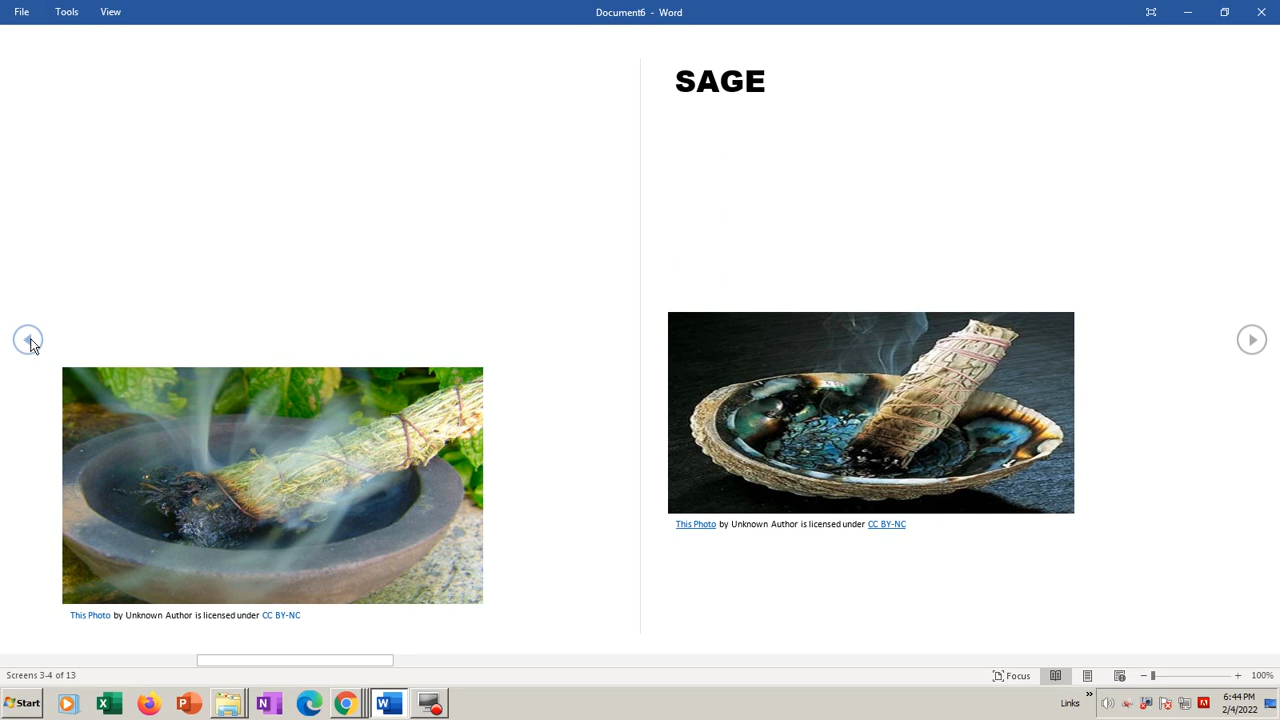 File Tools View Document6 - Word
SAGE
This Photo by Unknown Author is licensed under CC BY-NC
This Photo by Unknown Author is licensed under CC BY-NC
Screens 3-4 of 13 Focus 100%
Start Links 6:44 PM
2/4/2022